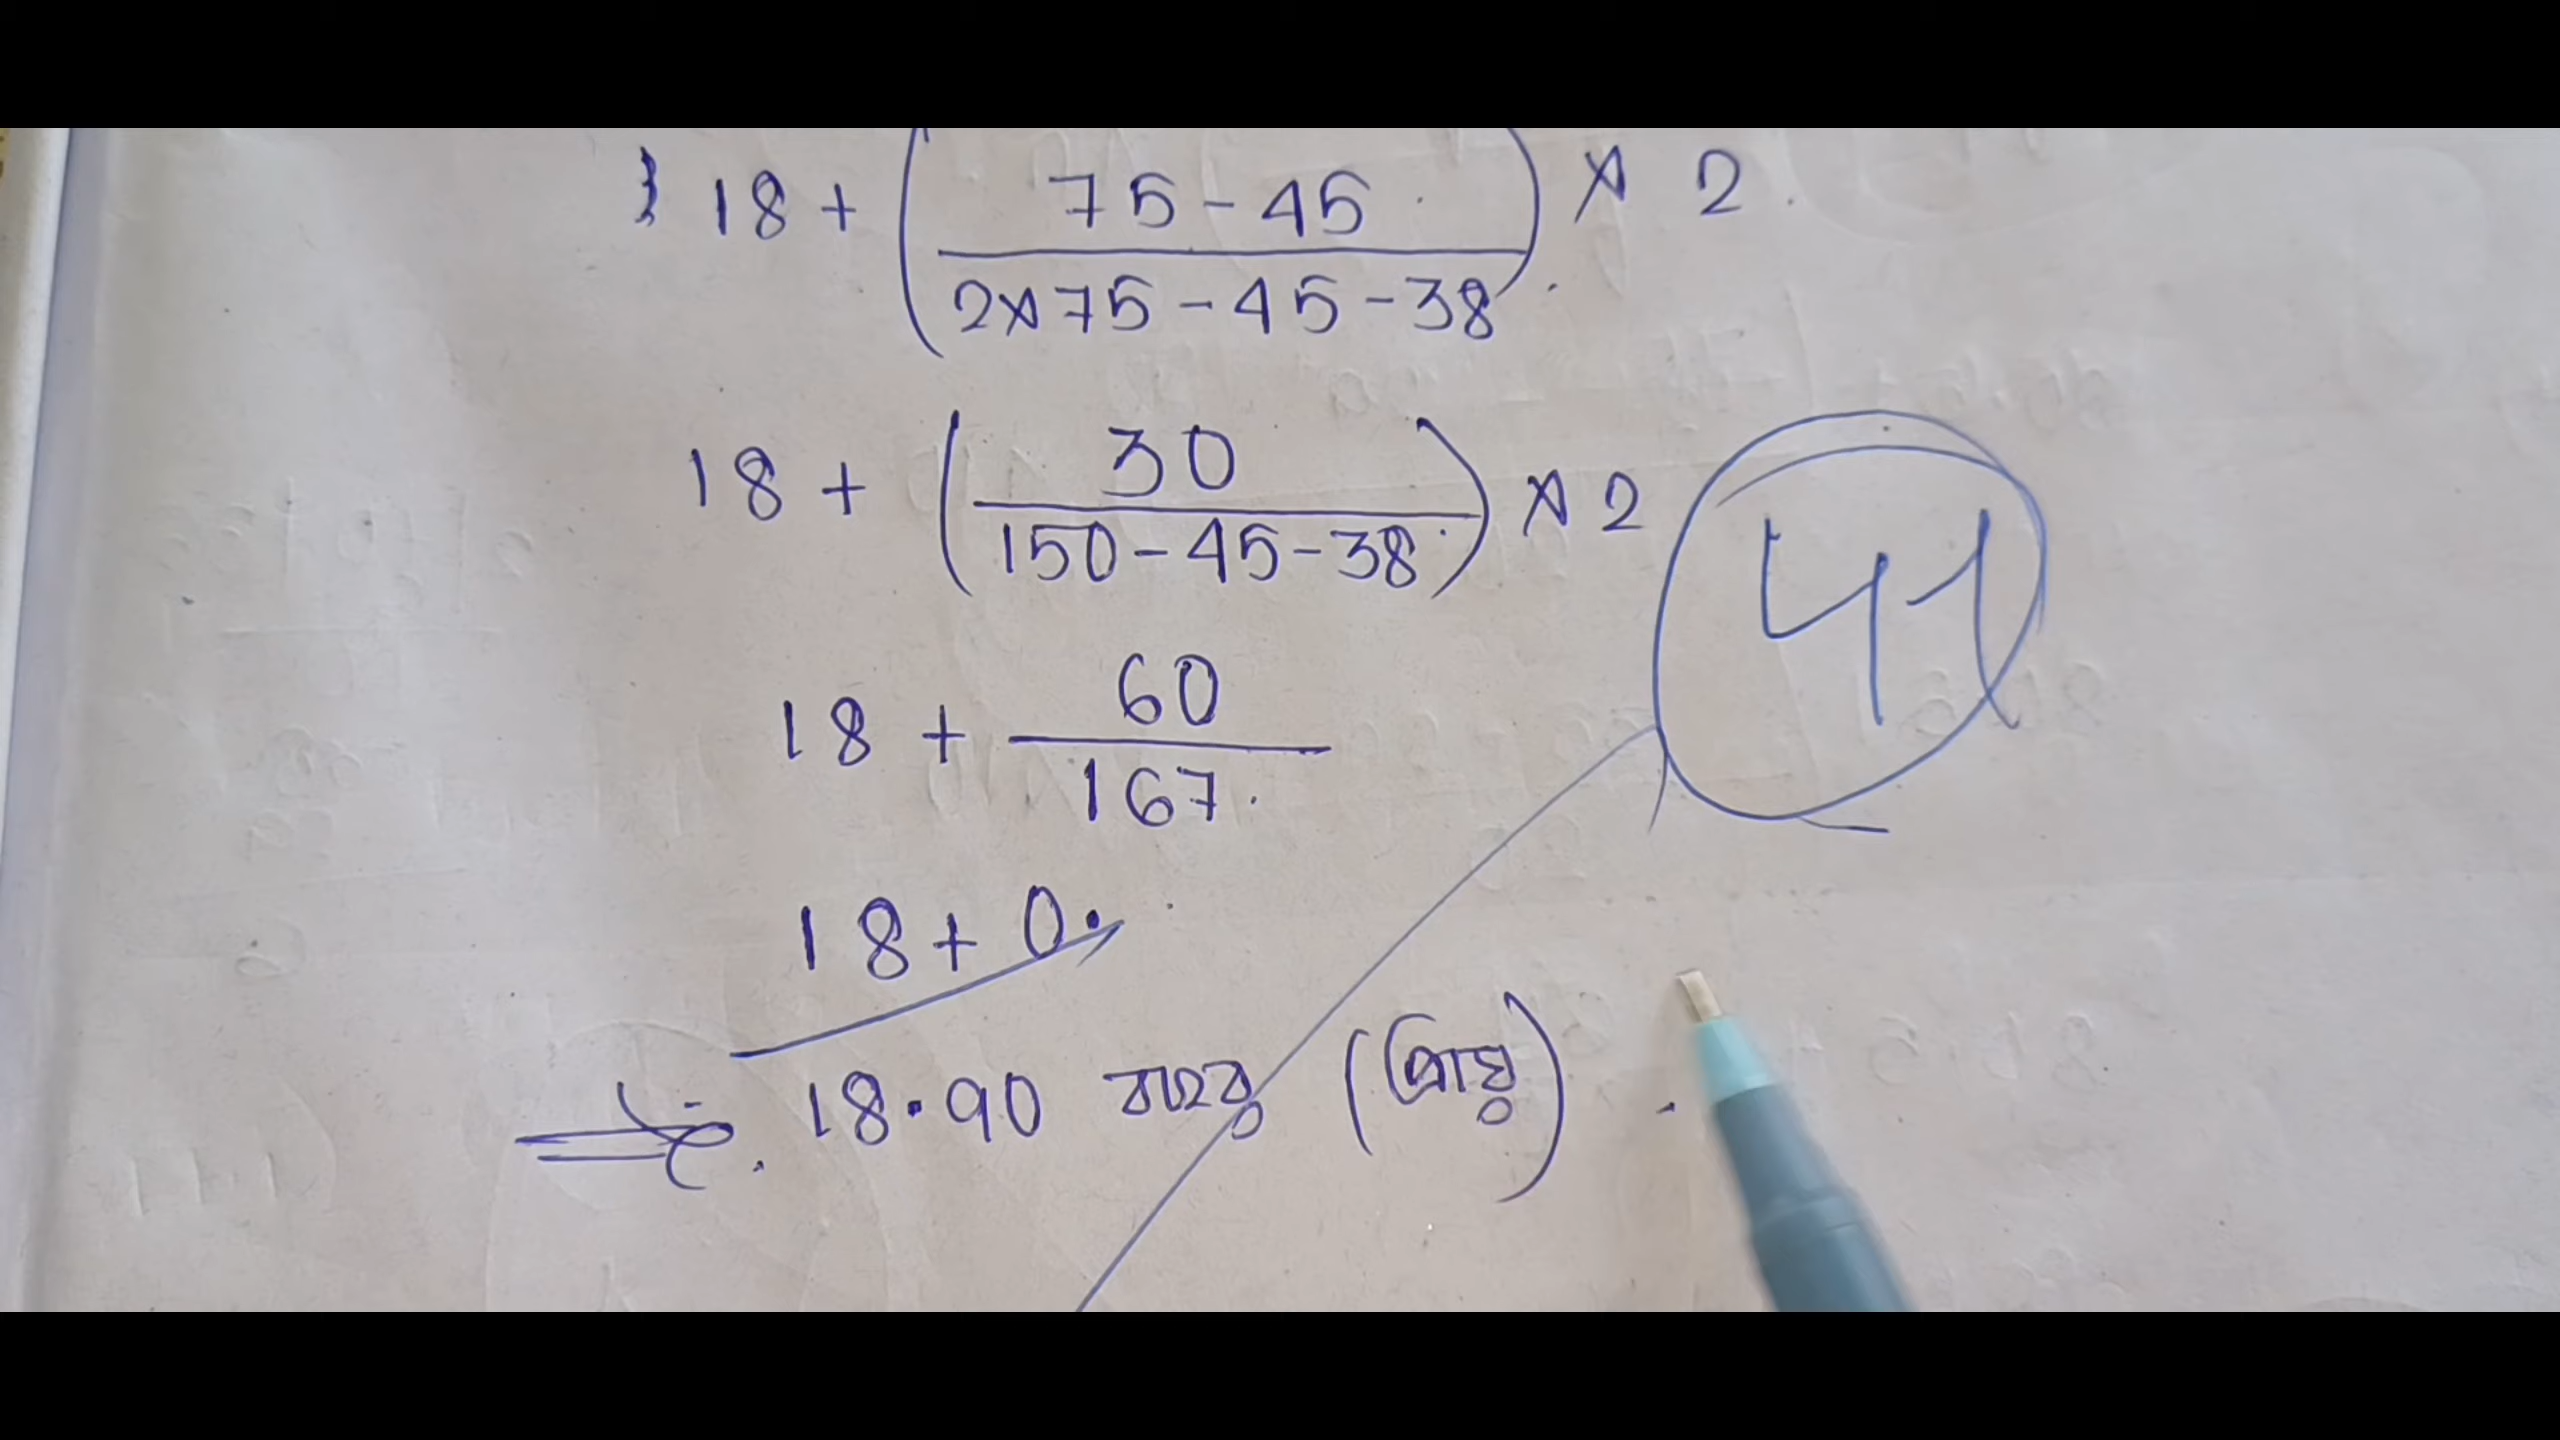 18 + ( 75 - 45 / 2×75 - 45 - 38 ) × 2
18 + ( 30 / 150 - 45 - 38 ) × 2
41
18 + 60 / 167
18 + 0.
18.90 বছর (প্রায়)